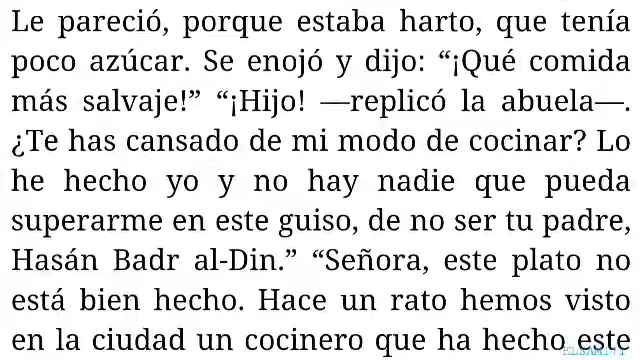 Le pareció, porque estaba harto, que tenía
poco azúcar. Se enojó y dijo: “¡Qué comida
más salvaje!” “¡Hijo! —replicó la abuela—.
¿Te has cansado de mi modo de cocinar? Lo
he hecho yo y no hay nadie que pueda
superarme en este guiso, de no ser tu padre,
Hasán Badr al-Din.” “Señora, este plato no
está bien hecho. Hace un rato hemos visto
en la ciudad un cocinero que ha hecho este